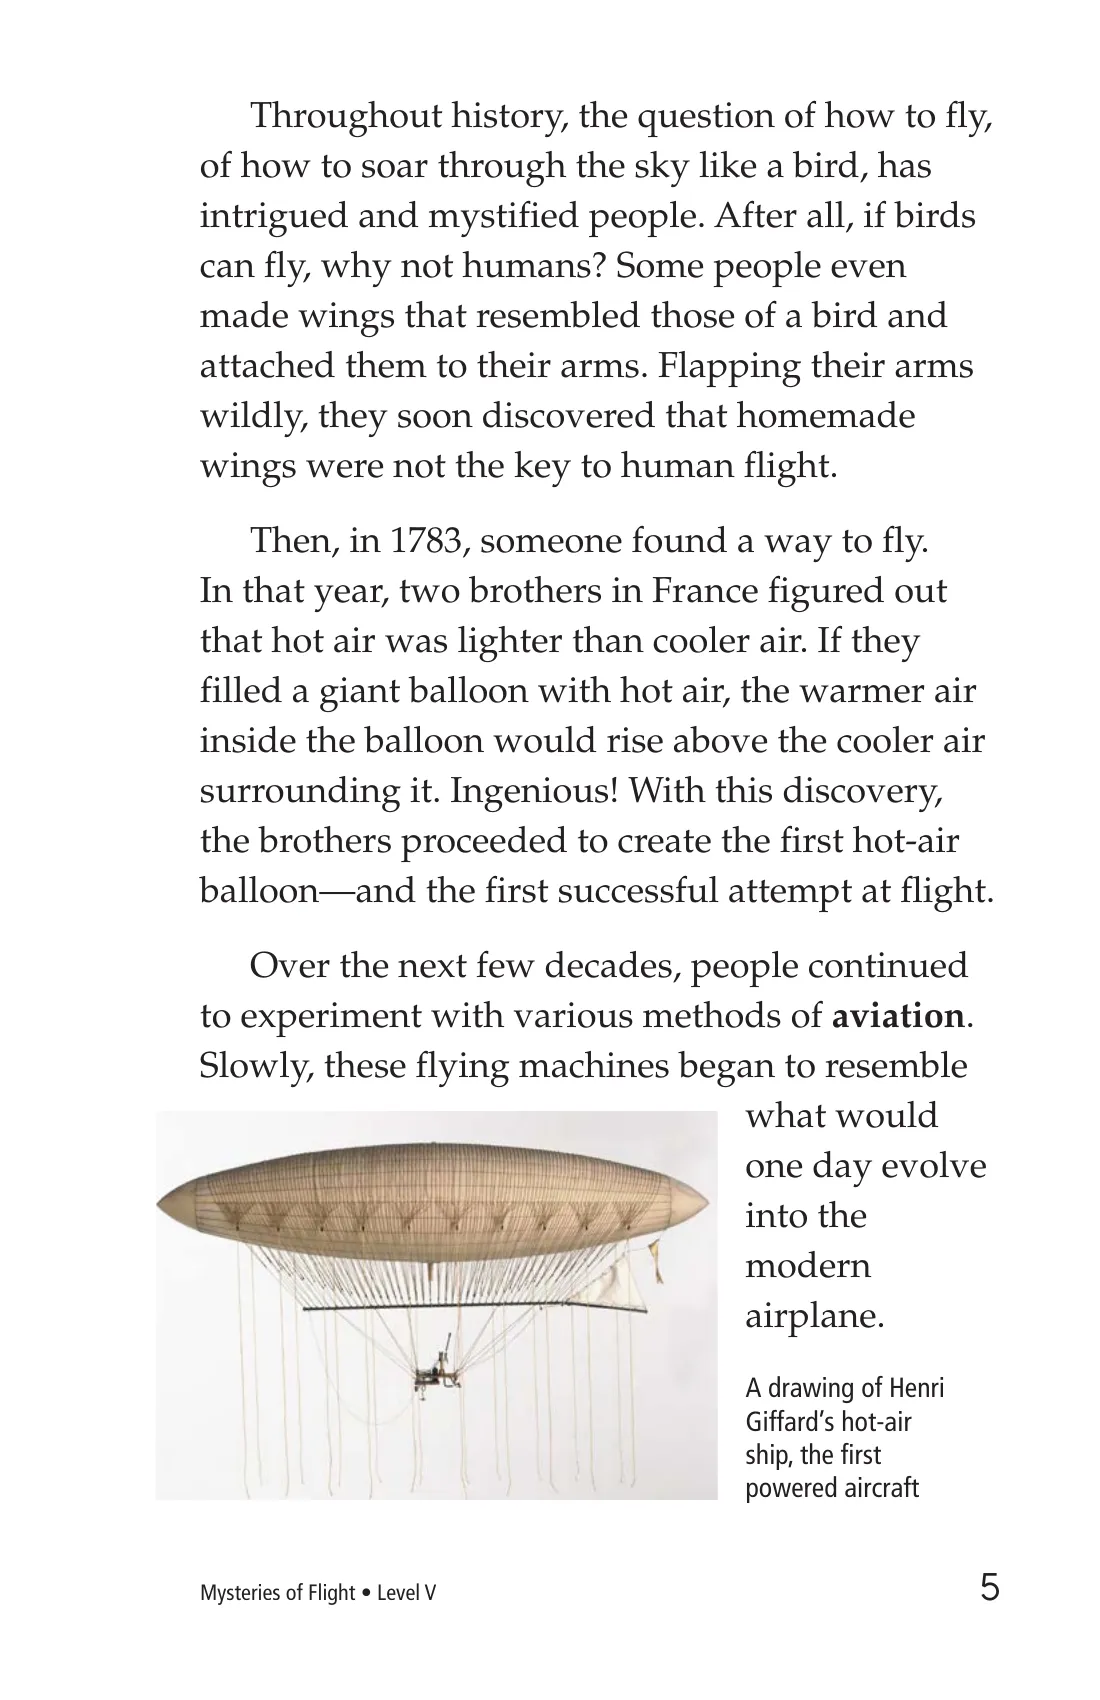 Throughout history, the question of how to fly,
of how to soar through the sky like a bird, has
intrigued and mystified people. After all, if birds
can fly, why not humans? Some people even
made wings that resembled those of a bird and
attached them to their arms. Flapping their arms
wildly, they soon discovered that homemade
wings were not the key to human flight.
Then, in 1783, someone found a way to fly.
In that year, two brothers in France figured out
that hot air was lighter than cooler air. If they
filled a giant balloon with hot air, the warmer air
inside the balloon would rise above the cooler air
surrounding it. Ingenious! With this discovery,
the brothers proceeded to create the first hot-air
balloon—and the first successful attempt at flight.
Over the next few decades, people continued
to experiment with various methods of aviation.
Slowly, these flying machines began to resemble
what would
one day evolve
into the
modern
airplane.
A drawing of Henri
Giffard’s hot-air
ship, the first
powered aircraft
Mysteries of Flight • Level V
5